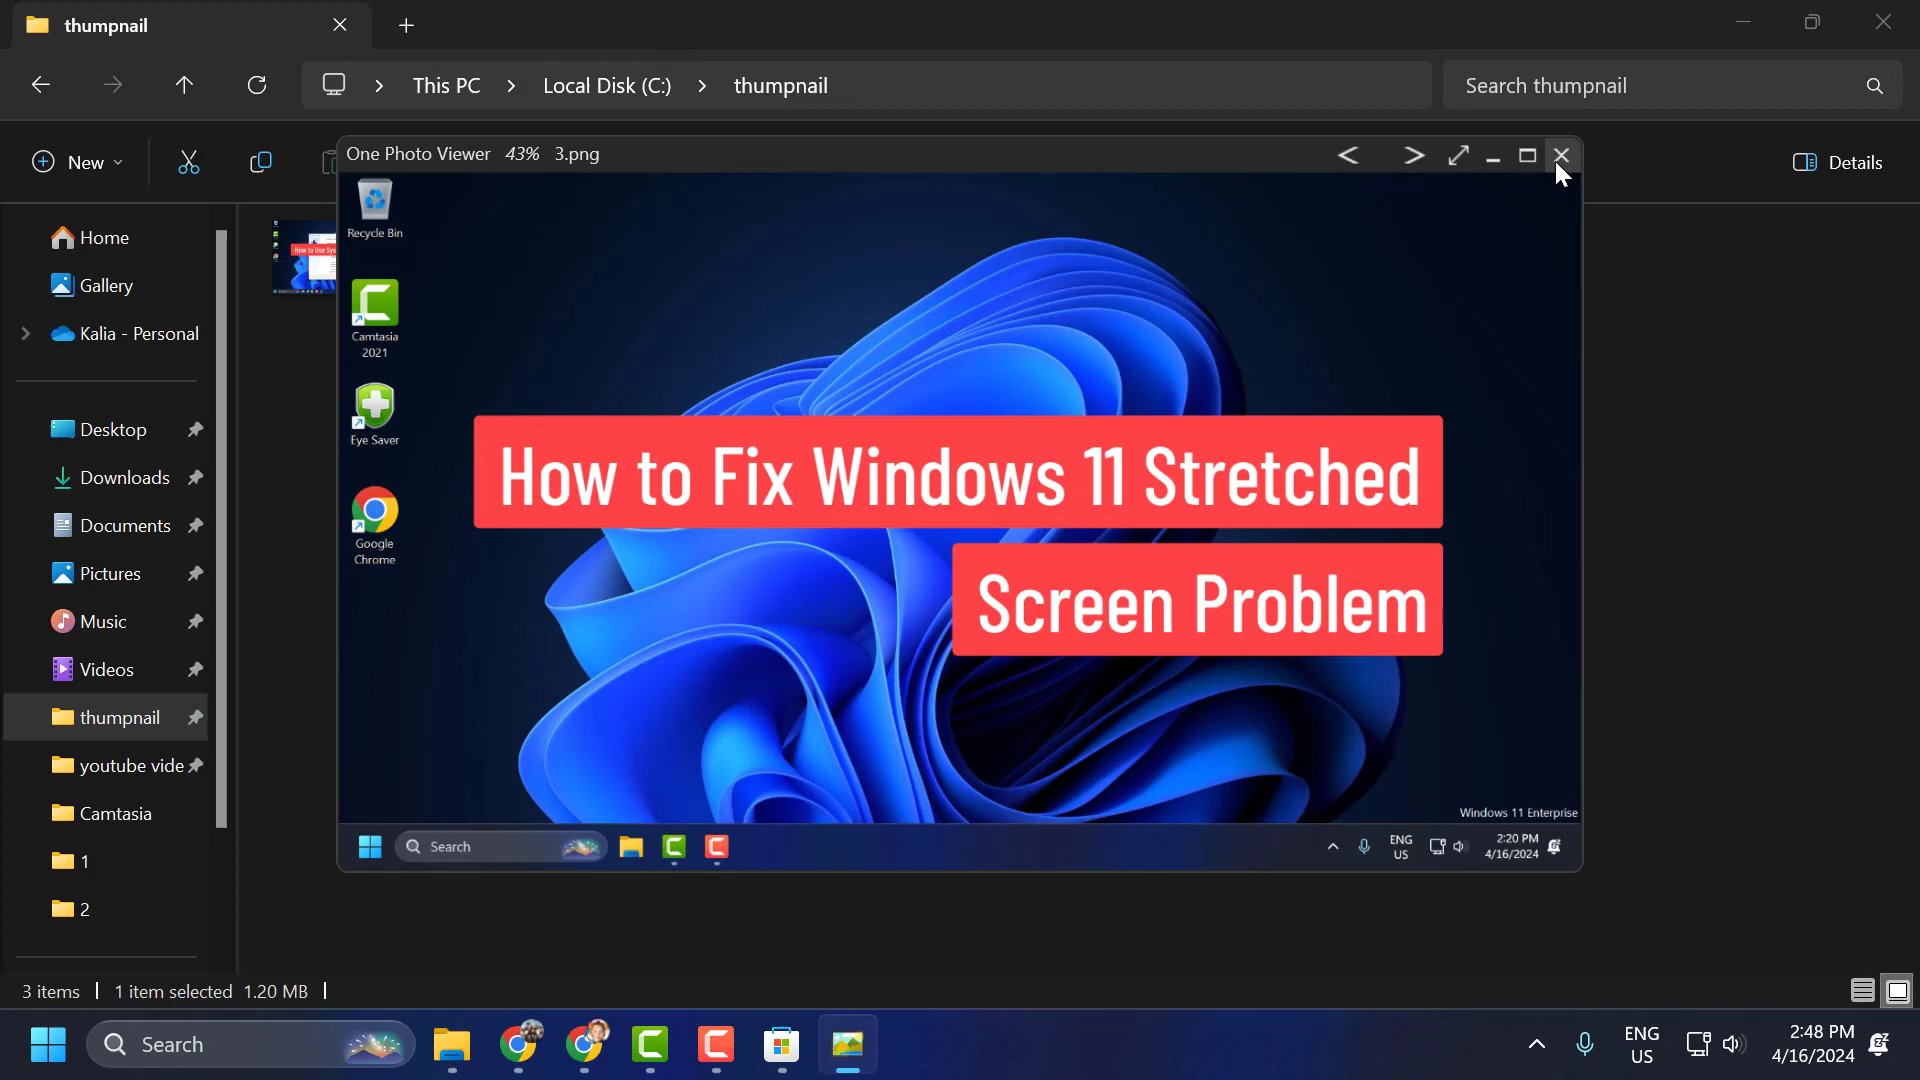 thumpnail
This PC
Local Disk (C:)
thumpnail
Search thumpnail
New
Details
One Photo Viewer 43% 3.png
Home
Gallery
Kalia - Personal
Desktop
Downloads
Documents
Pictures
Music
Videos
thumpnail
youtube vide
Camtasia
1
2
Recycle Bin
Camtasia
2021
Eye Saver
Google
Chrome
How to Fix Windows 11 Stretched
Screen Problem
Windows 11 Enterprise
Search
ENG
US
2:20 PM
4/16/2024
How to Use Sys
3 items
1 item selected 1.20 MB
Search
ENG
US
2:48 PM
4/16/2024